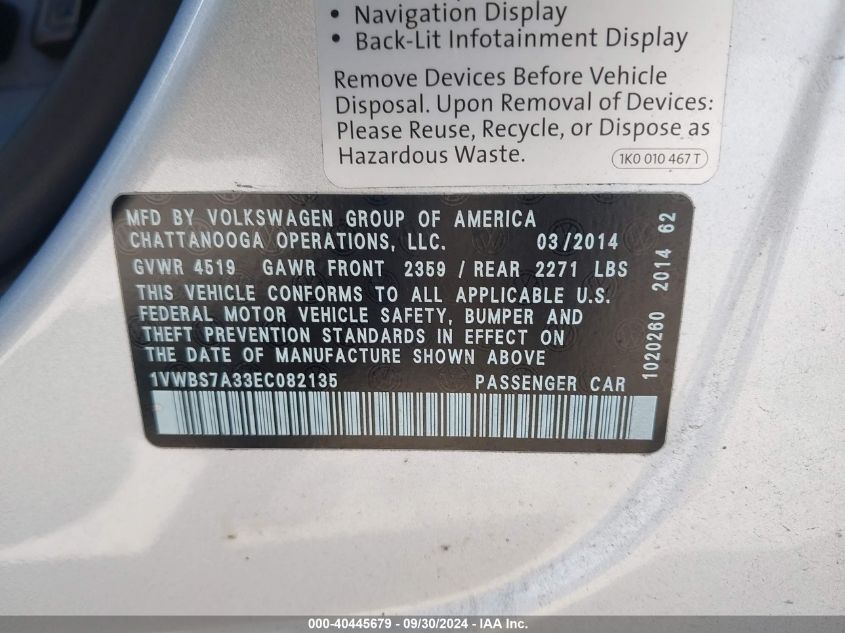 • Navigation Display
• Back-Lit Infotainment Display
Remove Devices Before Vehicle
Disposal. Upon Removal of Devices:
Please Reuse, Recycle, or Dispose as
Hazardous Waste.
1K0 010 467 T
MFD BY VOLKSWAGEN GROUP OF AMERICA
CHATTANOOGA OPERATIONS, LLC. 03/2014
GVWR 4519 GAWR FRONT 2359 / REAR 2271 LBS
THIS VEHICLE CONFORMS TO ALL APPLICABLE U.S.
FEDERAL MOTOR VEHICLE SAFETY, BUMPER AND
THEFT PREVENTION STANDARDS IN EFFECT ON
THE DATE OF MANUFACTURE SHOWN ABOVE
1VWBS7A33EC082135 PASSENGER CAR
1020260 2014 62
000-40445679 - 09/30/2024 - IAA Inc.